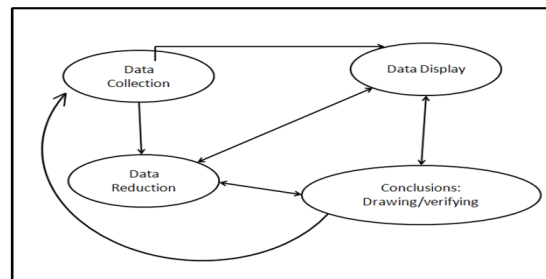 Data
Collection
Data Display
Data
Reduction
Conclusions:
Drawing/verifying